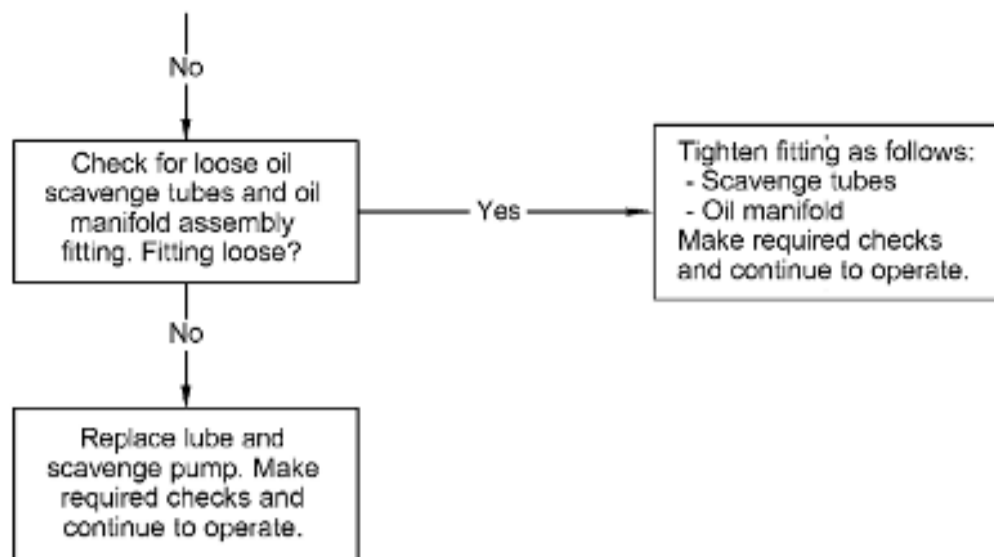 No
Check for loose oil
scavenge tubes and oil
manifold assembly
fitting. Fitting loose?
Yes
Tighten fitting as follows:
- Scavenge tubes
- Oil manifold
Make required checks
and continue to operate.
No
Replace lube and
scavenge pump. Make
required checks and
continue to operate.